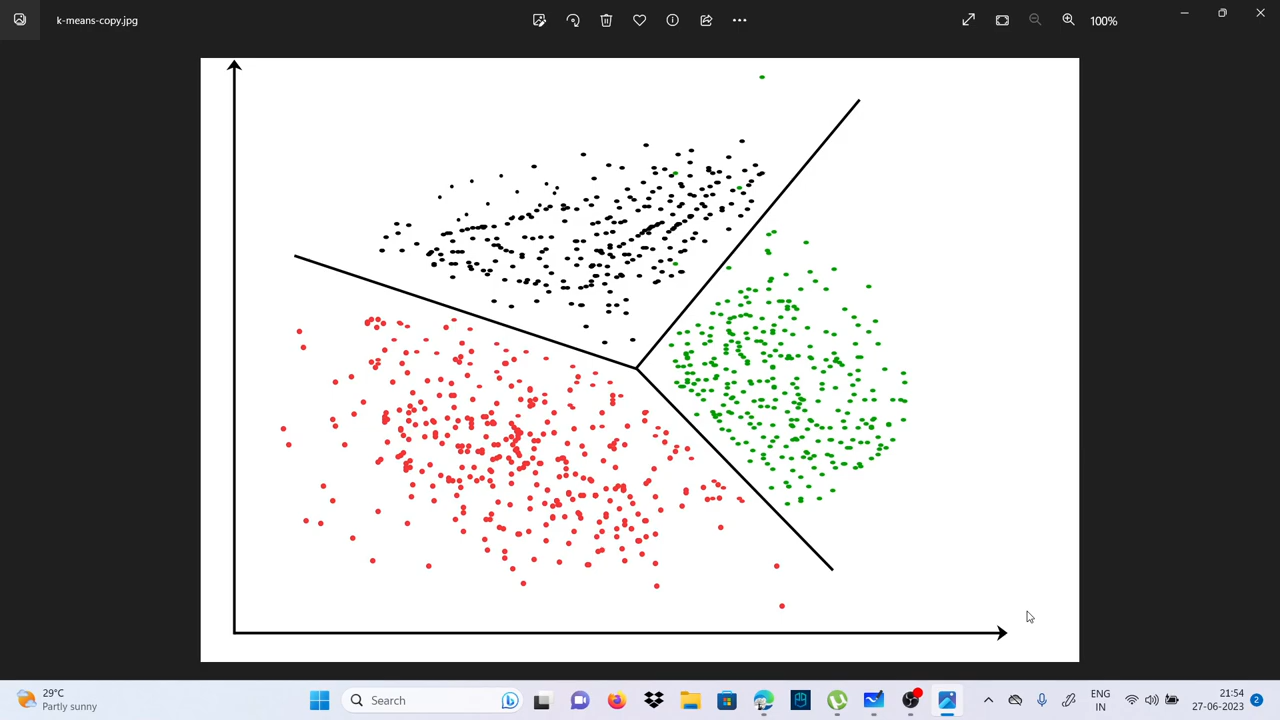 k-means-copy.jpg
100%
29°C
Partly sunny
Search
ENG
IN
21:54
27-06-2023
2